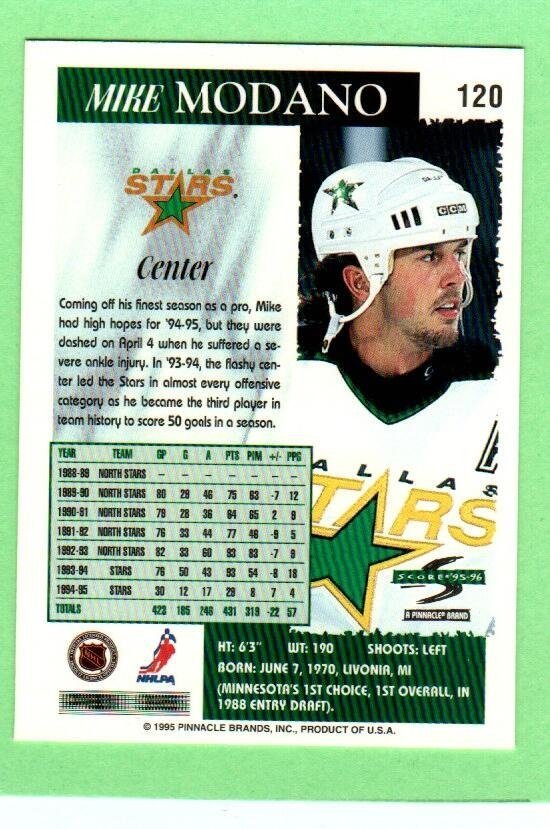 MIKE MODANO
120
DALLAS
STARS
Center
Coming off his finest season as a pro, Mike
had high hopes for '94-95, but they were
dashed on April 4 when he suffered a se-
vere ankle injury. In '93-94, the flashy cen-
ter led the Stars in almost every offensive
category as he became the third player in
team history to score 50 goals in a season.
CCM
DALLAS
STARS
YEAR TEAM GP G A PTS PIM +/- PPG
1988-89 NORTH STARS – – – – – – –
1989-90 NORTH STARS 80 29 46 75 63 -7 12
1990-91 NORTH STARS 79 28 36 64 65 2 9
1991-92 NORTH STARS 76 33 44 77 46 -9 5
1992-93 NORTH STARS 82 33 60 93 83 -7 9
1993-94 STARS 76 50 43 93 54 -8 18
1994-95 STARS 30 12 17 29 8 7 4
TOTALS 423 185 246 431 319 -22 57
SCORE '95-96
A PINNACLE BRAND
NHL
NHLPA
HT: 6'3" WT: 190 SHOOTS: LEFT
BORN: JUNE 7, 1970, LIVONIA, MI
(MINNESOTA'S 1ST CHOICE, 1ST OVERALL, IN
1988 ENTRY DRAFT).
© 1995 PINNACLE BRANDS, INC., PRODUCT OF U.S.A.